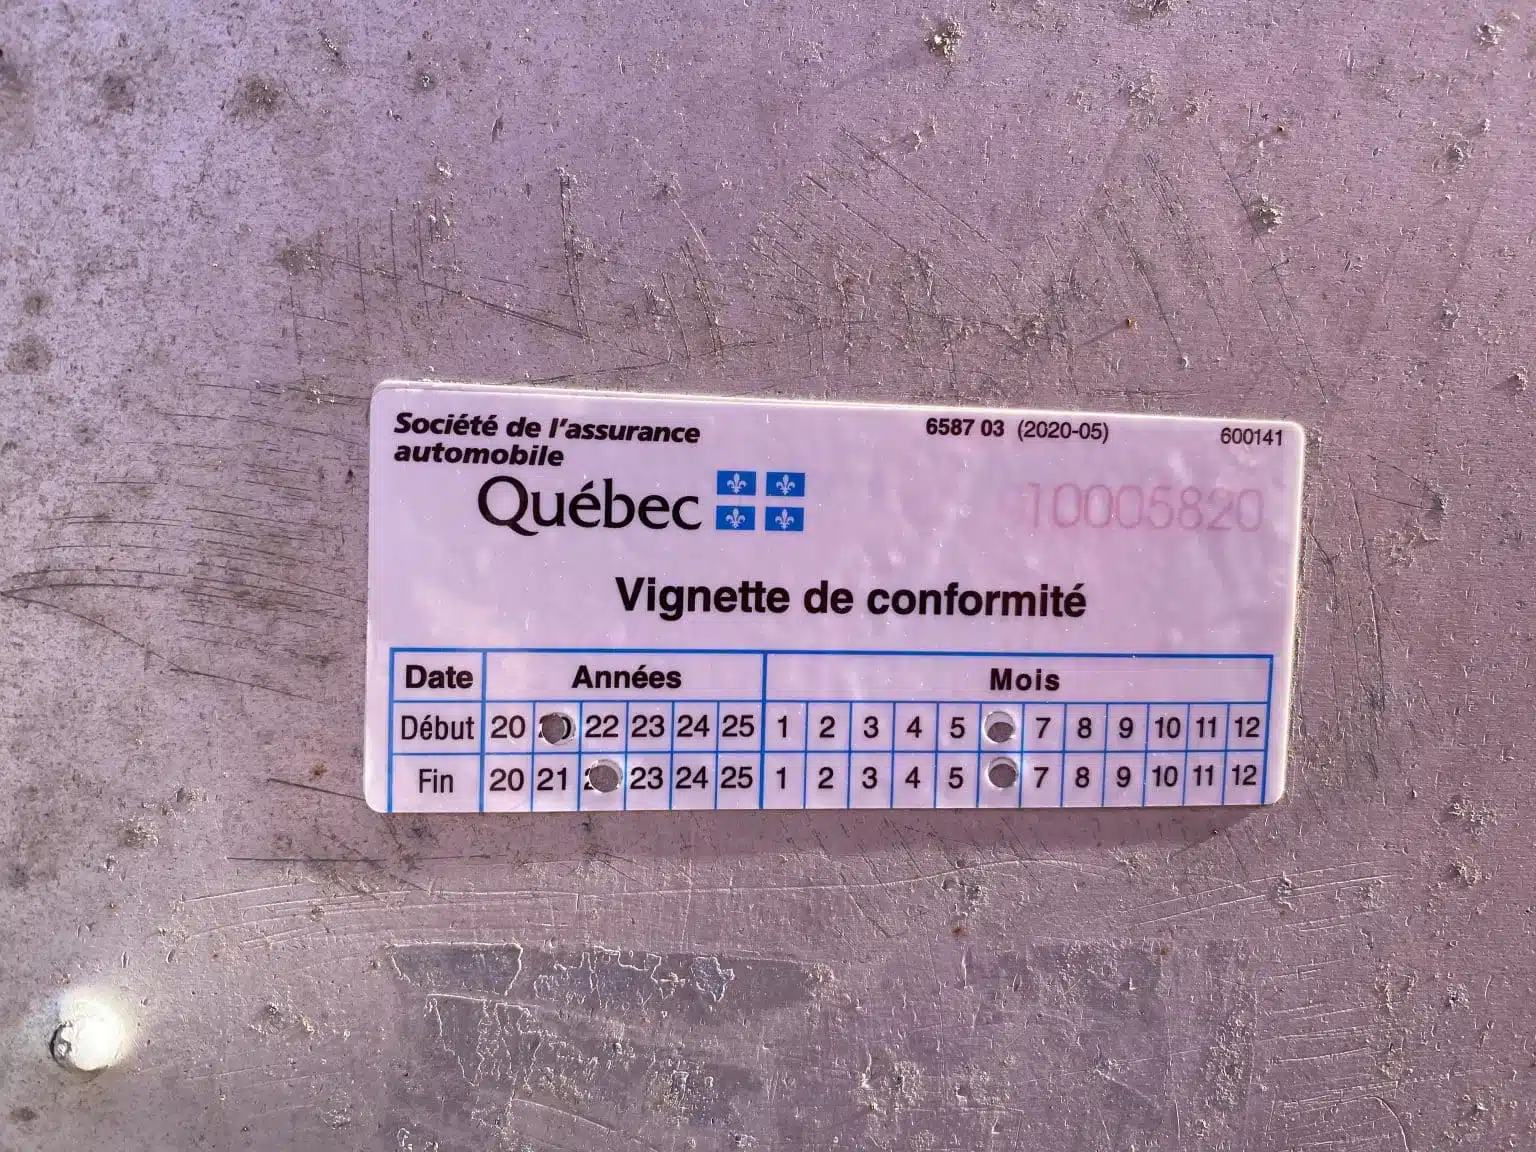 Société de l'assurance
automobile
Québec
6587 03 (2020-05)
600141
10005820
Vignette de conformité
Date Années Mois
Début 20 22 23 24 25 1 2 3 4 5 7 8 9 10 11 12
Fin 20 21 23 24 25 1 2 3 4 5 7 8 9 10 11 12